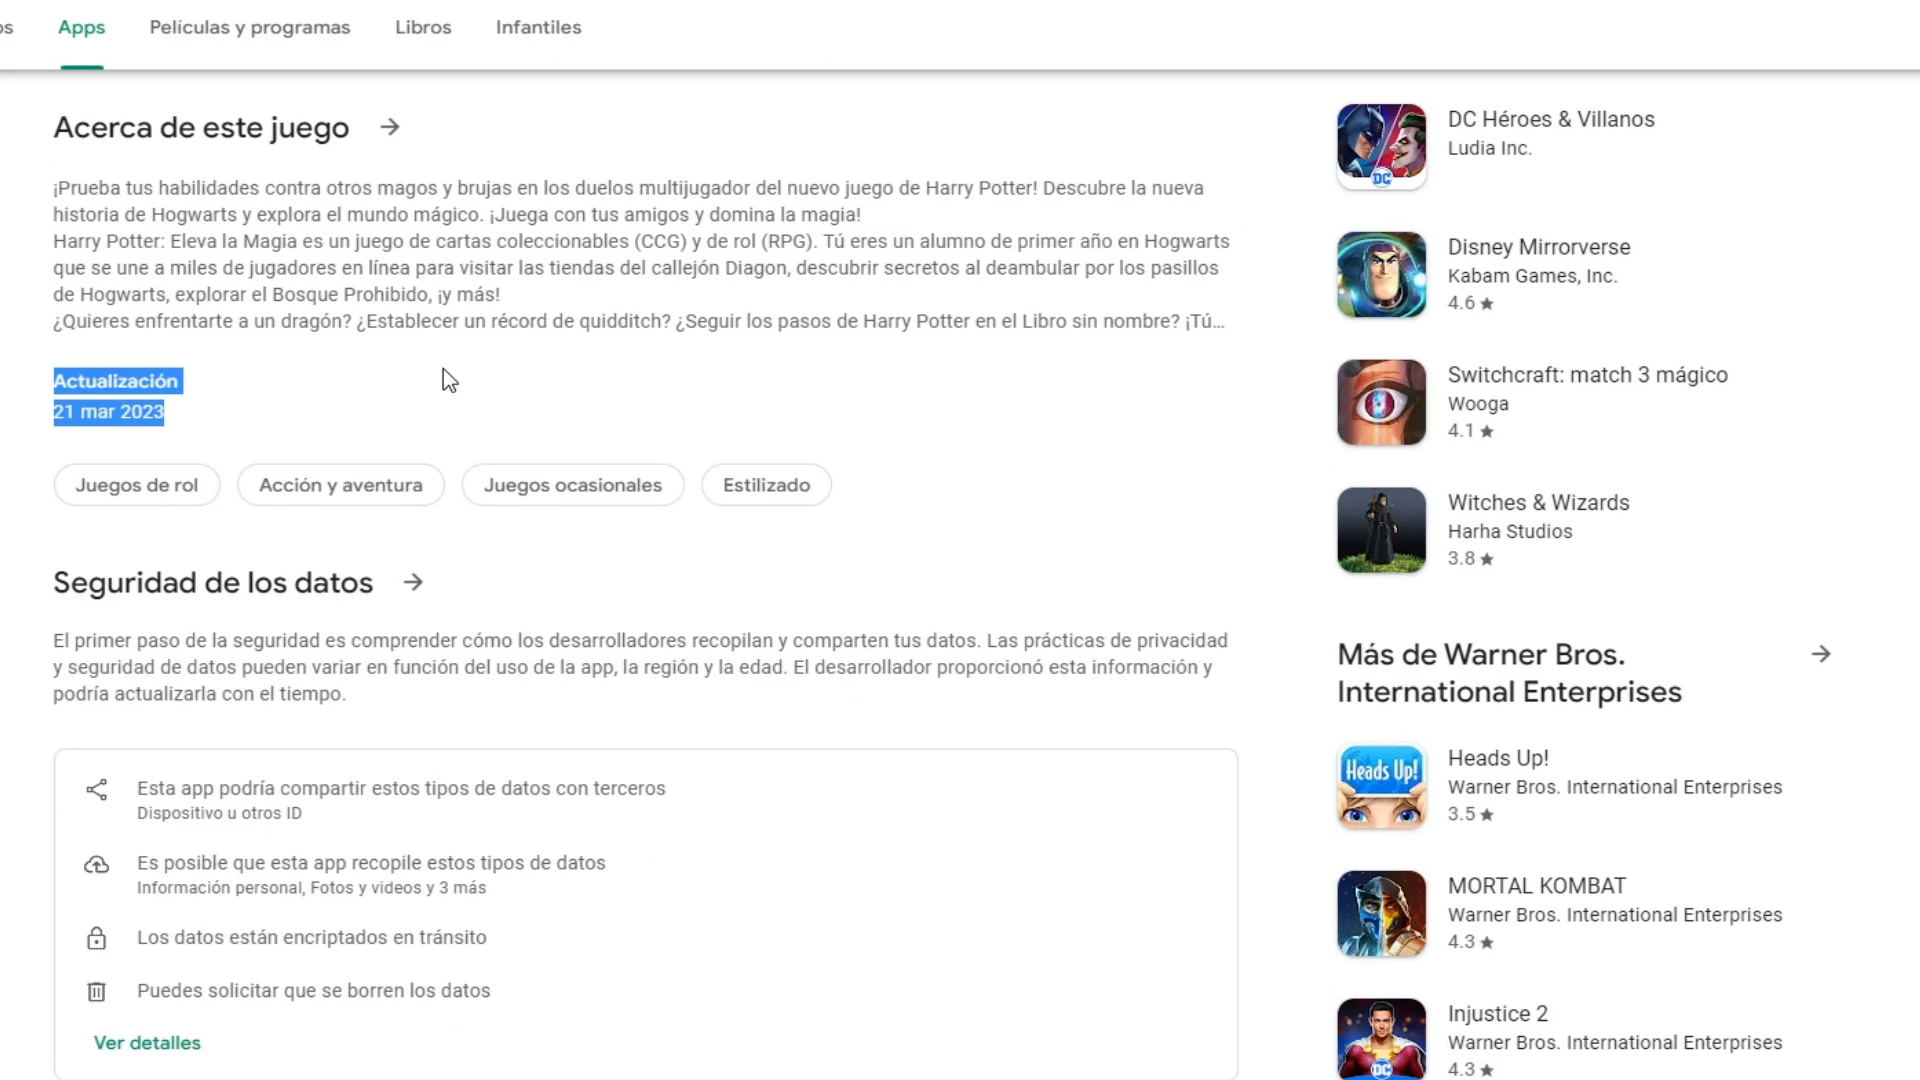 os Apps Películas y programas Libros Infantiles
Acerca de este juego
¡Prueba tus habilidades contra otros magos y brujas en los duelos multijugador del nuevo juego de Harry Potter! Descubre la nueva
historia de Hogwarts y explora el mundo mágico. ¡Juega con tus amigos y domina la magia!
Harry Potter: Eleva la Magia es un juego de cartas coleccionables (CCG) y de rol (RPG). Tú eres un alumno de primer año en Hogwarts
que se une a miles de jugadores en línea para visitar las tiendas del callejón Diagon, descubrir secretos al deambular por los pasillos
de Hogwarts, explorar el Bosque Prohibido, ¡y más!
¿Quieres enfrentarte a un dragón? ¿Establecer un récord de quidditch? ¿Seguir los pasos de Harry Potter en el Libro sin nombre? ¡Tú...
Actualización
21 mar 2023
Juegos de rol Acción y aventura Juegos ocasionales Estilizado
Seguridad de los datos
El primer paso de la seguridad es comprender cómo los desarrolladores recopilan y comparten tus datos. Las prácticas de privacidad
y seguridad de datos pueden variar en función del uso de la app, la región y la edad. El desarrollador proporcionó esta información y
podría actualizarla con el tiempo.
Esta app podría compartir estos tipos de datos con terceros
Dispositivo u otros ID
Es posible que esta app recopile estos tipos de datos
Información personal, Fotos y videos y 3 más
Los datos están encriptados en tránsito
Puedes solicitar que se borren los datos
Ver detalles
DC
DC Héroes & Villanos
Ludia Inc.
Disney Mirrorverse
Kabam Games, Inc.
4.6 ★
Switchcraft: match 3 mágico
Wooga
4.1 ★
Witches & Wizards
Harha Studios
3.8 ★
Más de Warner Bros.
International Enterprises
Heads Up!
Heads Up!
Warner Bros. International Enterprises
3.5 ★
MORTAL KOMBAT
Warner Bros. International Enterprises
4.3 ★
DC
Injustice 2
Warner Bros. International Enterprises
4.3 ★